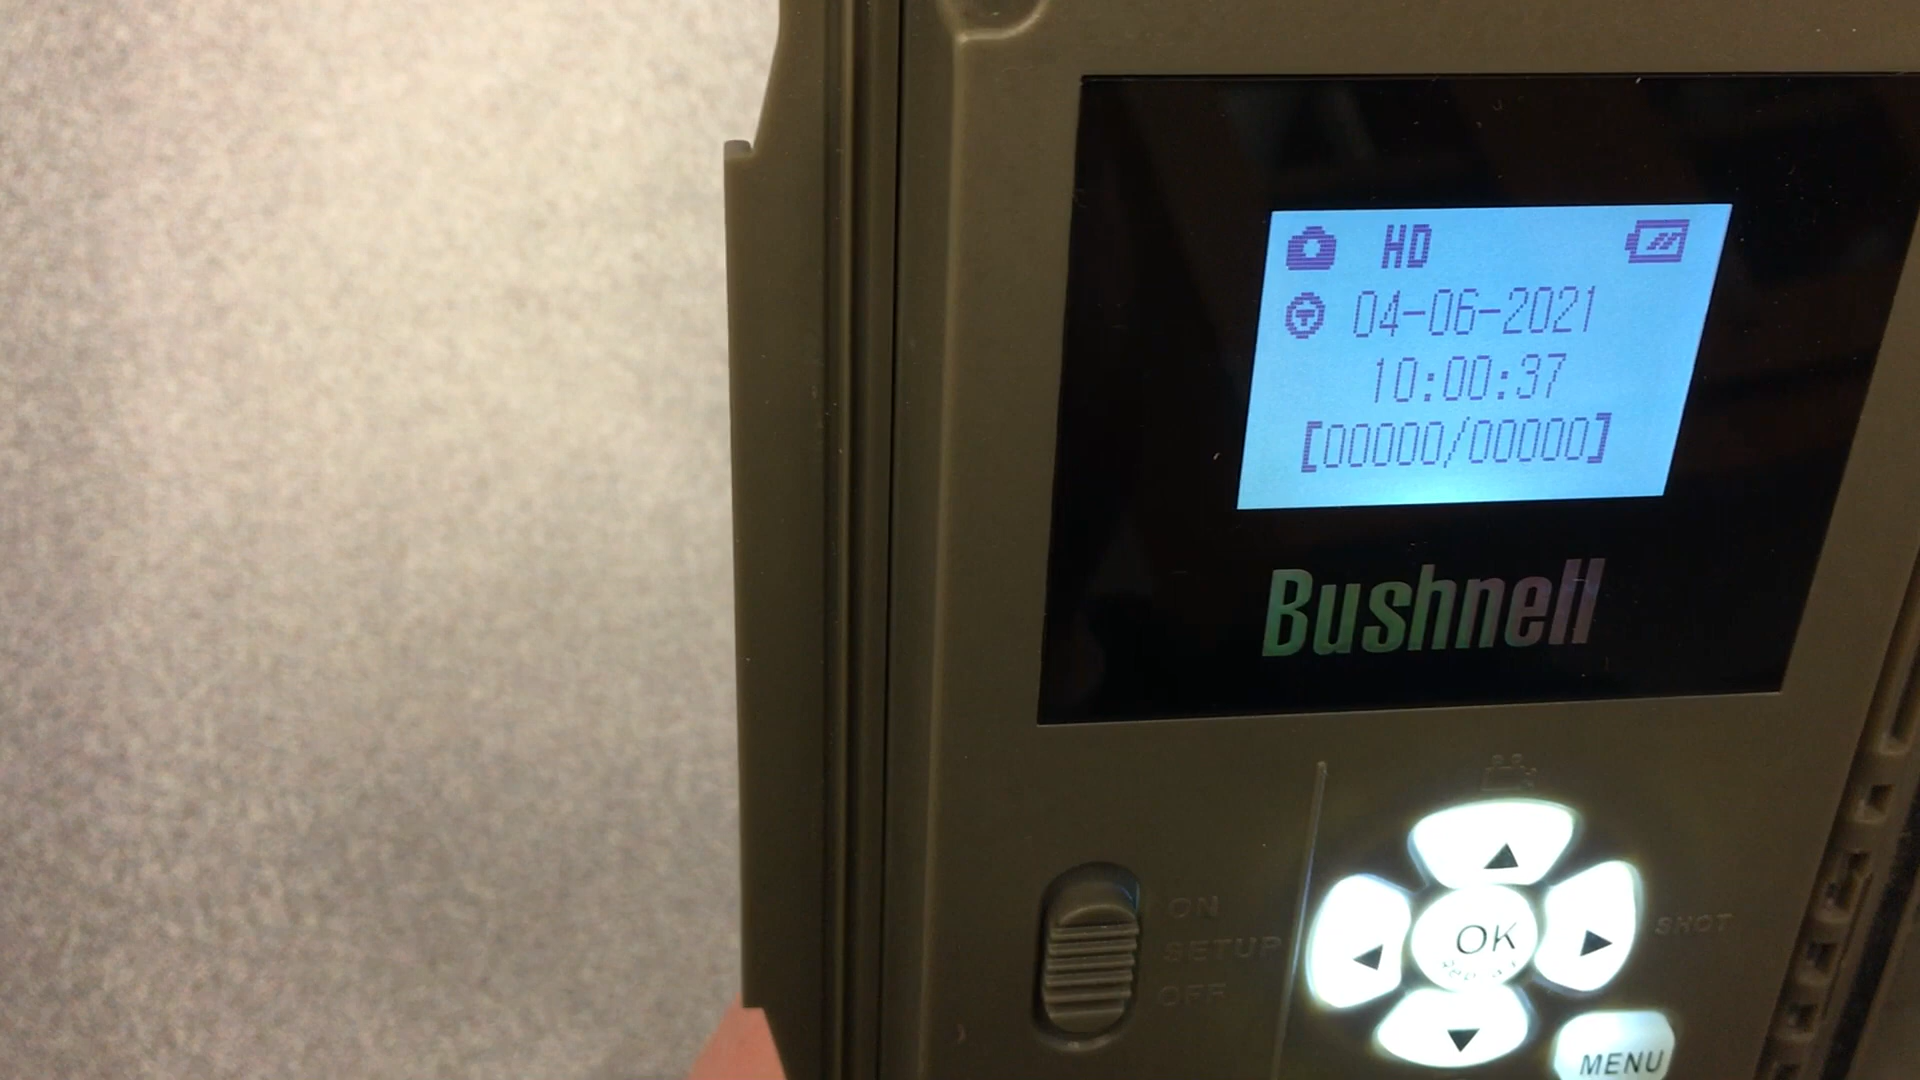 HD
04-06-2021
10:00:37
[00000/00000]
Bushnell
ON
SETUP
OFF
OK
SHOT
MENU